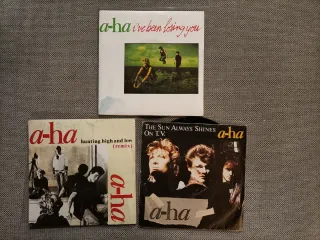 a-ha i've been losing you
a-ha
hunting high and low
(remix)
a-ha
THE SUN ALWAYS SHINES
ON T.V.
a-ha
a-ha